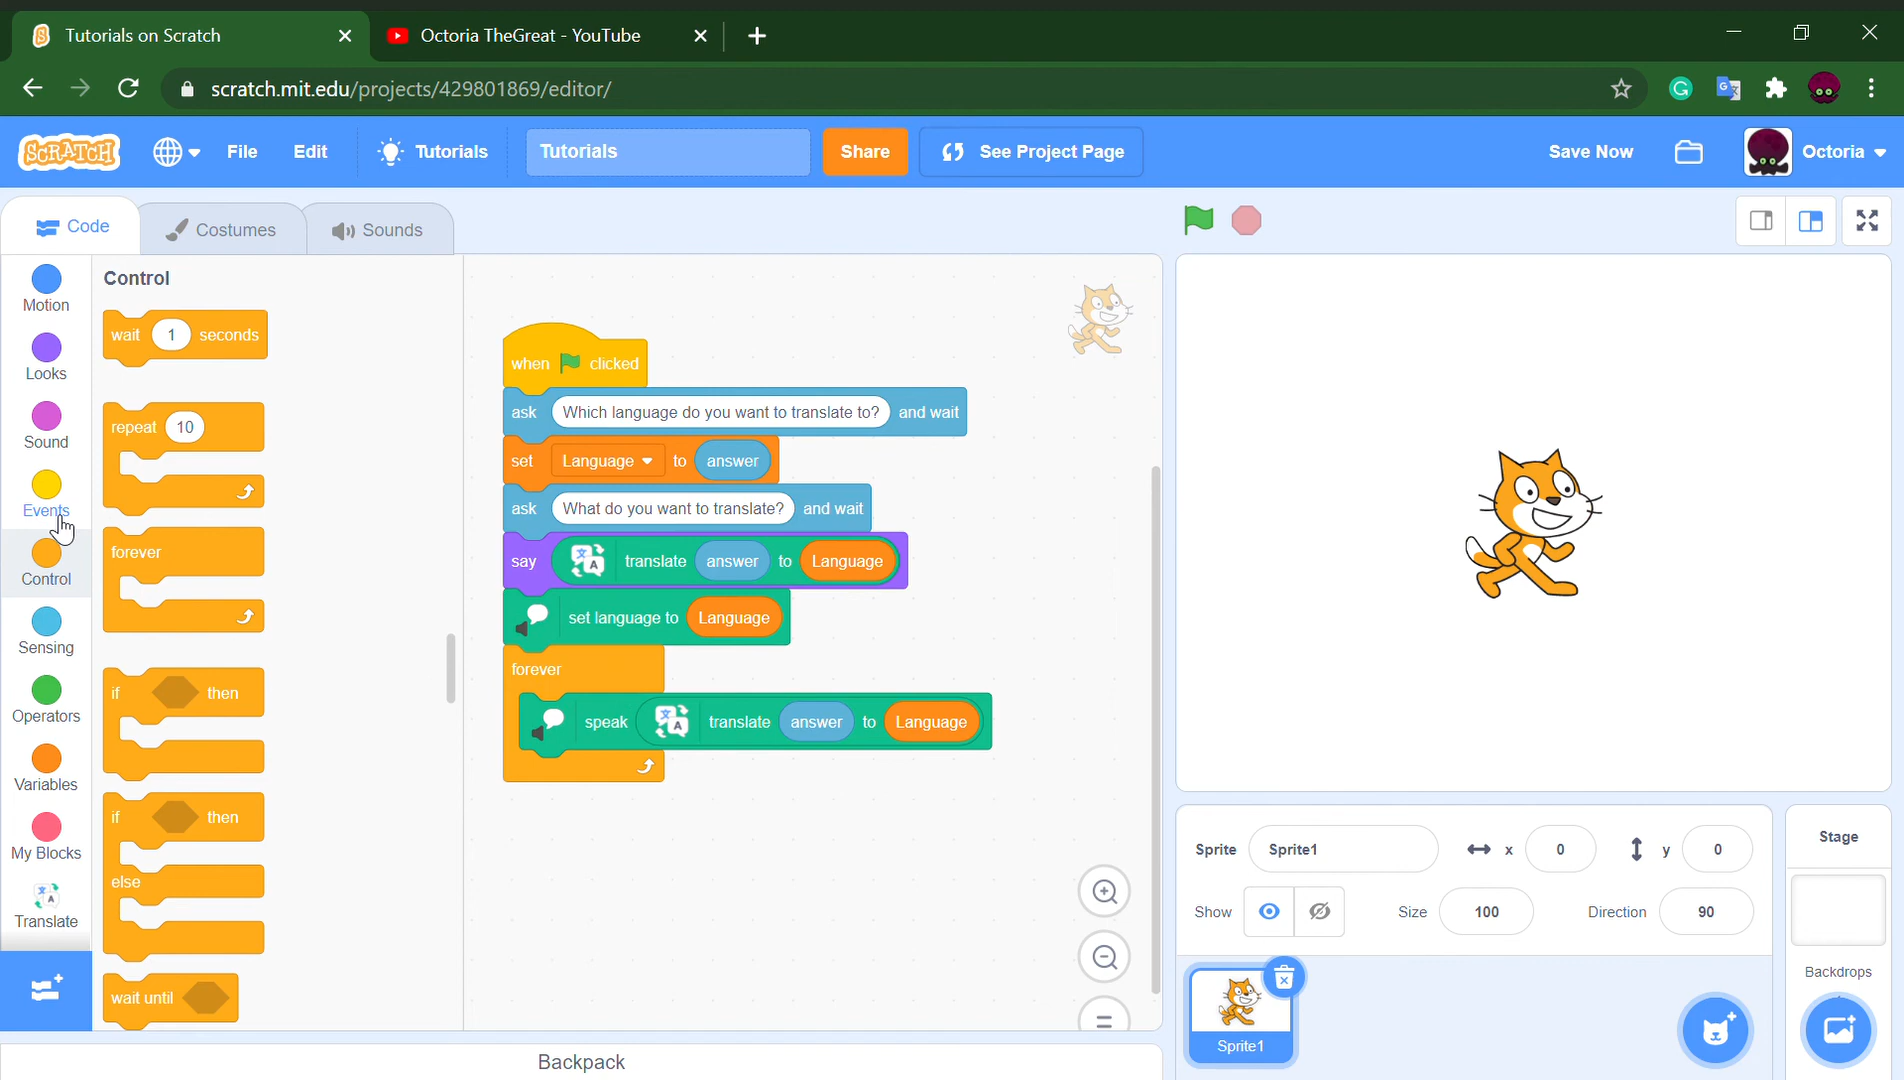 Tutorials on Scratch
Octoria TheGreat - YouTube
scratch.mit.edu/projects/429801869/editor/
SCRATCH File Edit Tutorials Tutorials Share See Project Page Save Now Octoria
Code Costumes Sounds
Motion
Looks
Sound
Events
Control
Sensing
Operators
Variables
My Blocks
Translate
Control
wait 1 seconds
repeat 10
forever
if then
if then
else
wait until
when clicked
ask Which language do you want to translate to? and wait
set Language to answer
ask What do you want to translate? and wait
say translate answer to Language
set language to Language
forever
speak translate answer to Language
Backpack
Sprite Sprite1 x 0 y 0
Show Size 100 Direction 90
Sprite1
Stage
Backdrops